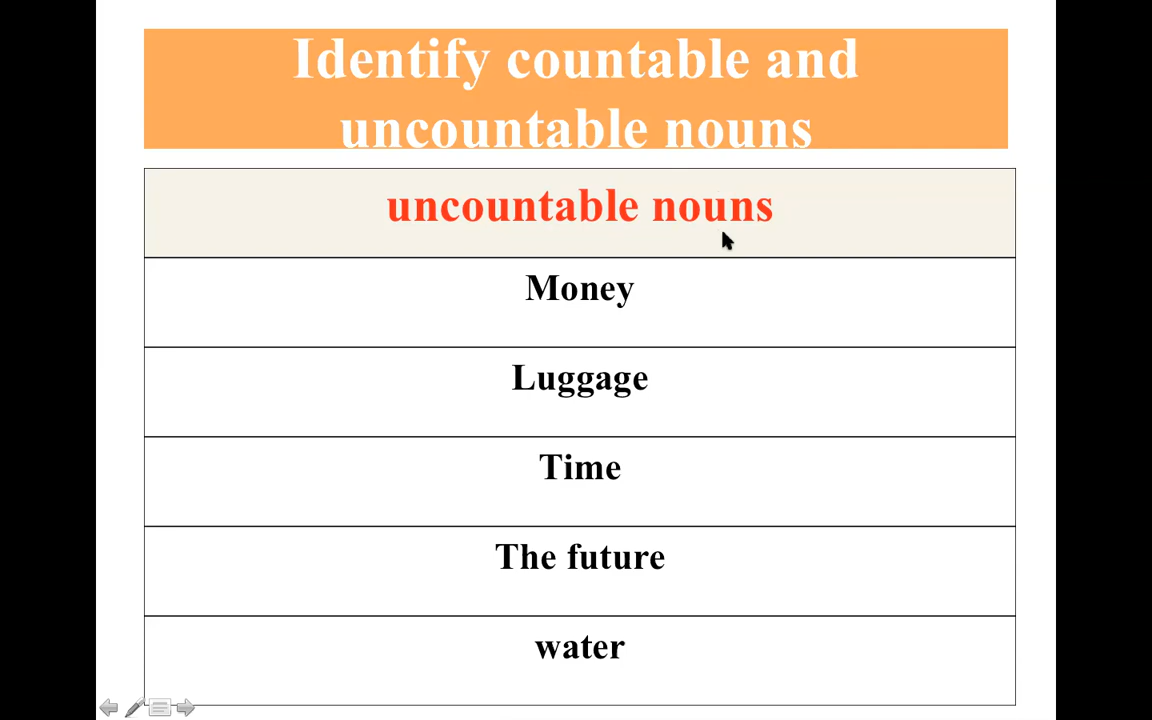 Identify countable and
uncountable nouns
uncountable nouns
Money
Luggage
Time
The future
water